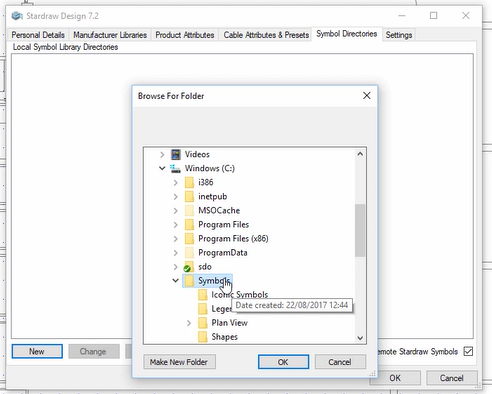 Stardraw Design 7.2
Personal Details Manufacturer Libraries Product Attributes Cable Attributes & Presets Symbol Directories Settings
Local Symbol Library Directories
Browse For Folder
Videos
Windows (C:)
i386
inetpub
MSOCache
Program Files
Program Files (x86)
ProgramData
sdo
Symbols
Iconic Symbols
Date created: 22/08/2017 12:44
Plan View
Shapes
New Change Stardraw Symbols
Make New Folder OK Cancel
OK Cancel